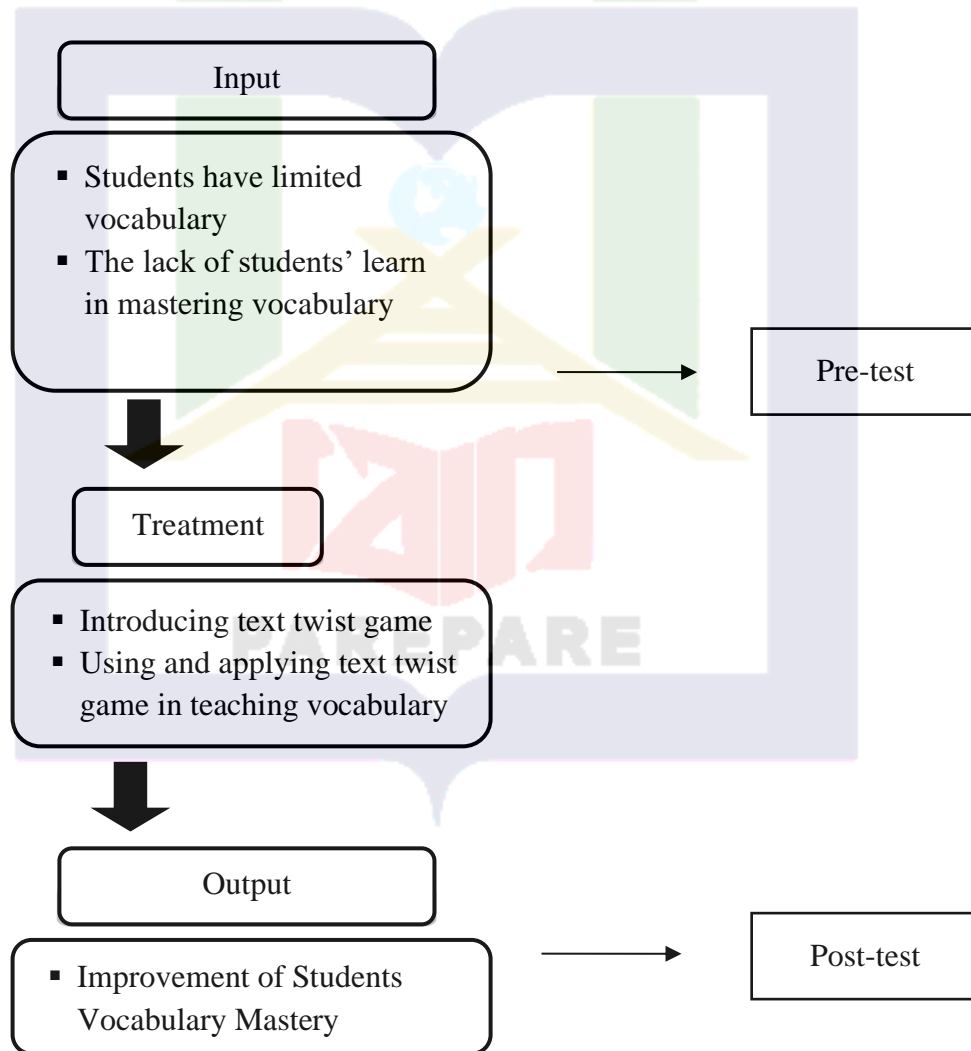 Input
▪ Students have limited
vocabulary
▪ The lack of students’ learn
in mastering vocabulary
Pre-test
Treatment
▪ Introducing text twist game
▪ Using and applying text twist
game in teaching vocabulary
PAREPARE
Output
▪ Improvement of Students
Vocabulary Mastery
Post-test